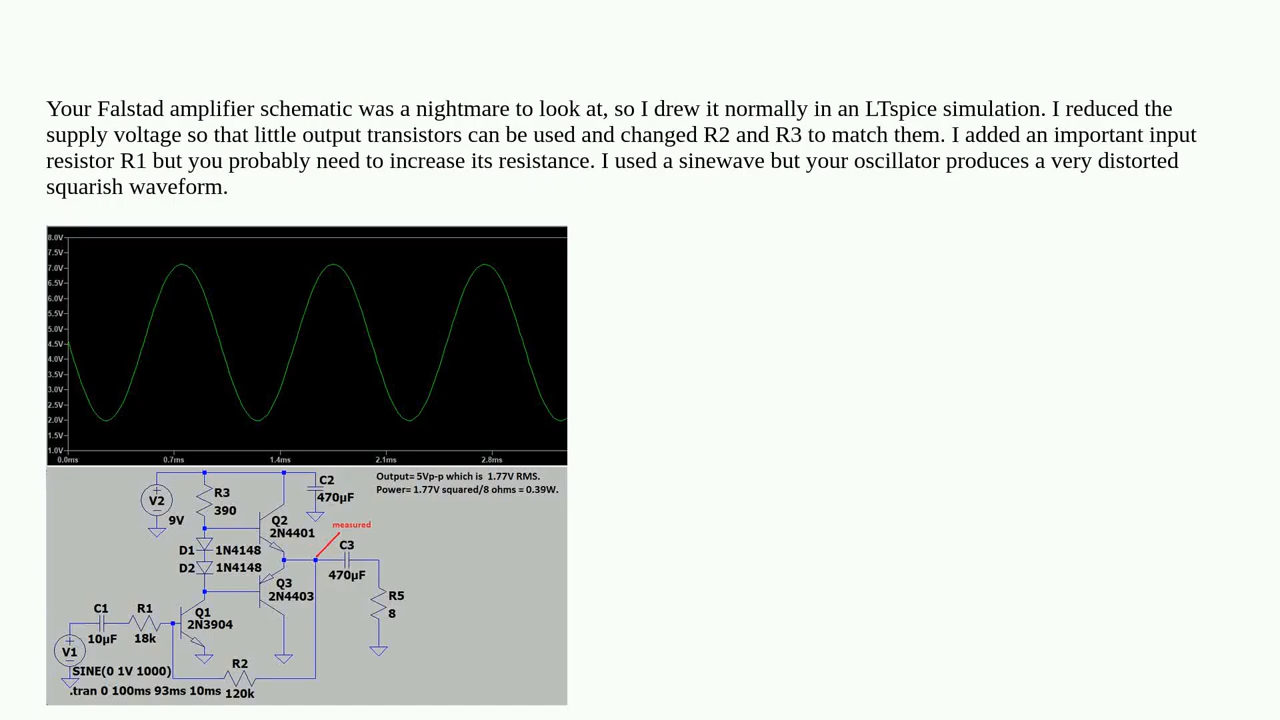 Your Falstad amplifier schematic was a nightmare to look at, so I drew it normally in an LTspice simulation. I reduced the
supply voltage so that little output transistors can be used and changed R2 and R3 to match them. I added an important input
resistor R1 but you probably need to increase its resistance. I used a sinewave but your oscillator produces a very distorted
squarish waveform.
8.0V
7.5V
7.0V
6.5V
6.0V
5.5V
5.0V
4.5V
4.0V
3.5V
3.0V
2.5V
2.0V
1.5V
1.0V
0.0ms 0.7ms 1.4ms 2.1ms 2.8ms
Output= 5Vp-p which is 1.77V RMS.
Power= 1.77V squared/8 ohms = 0.39W.
C2
470µF
V2
9V
R3
390
Q2
2N4401
measured
D1 1N4148
D2 1N4148
C3
470µF
Q3
2N4403
R5
8
C1
10µF
R1
18k
Q1
2N3904
V1
SINE(0 1V 1000)
R2
120k
.tran 0 100ms 93ms 10ms